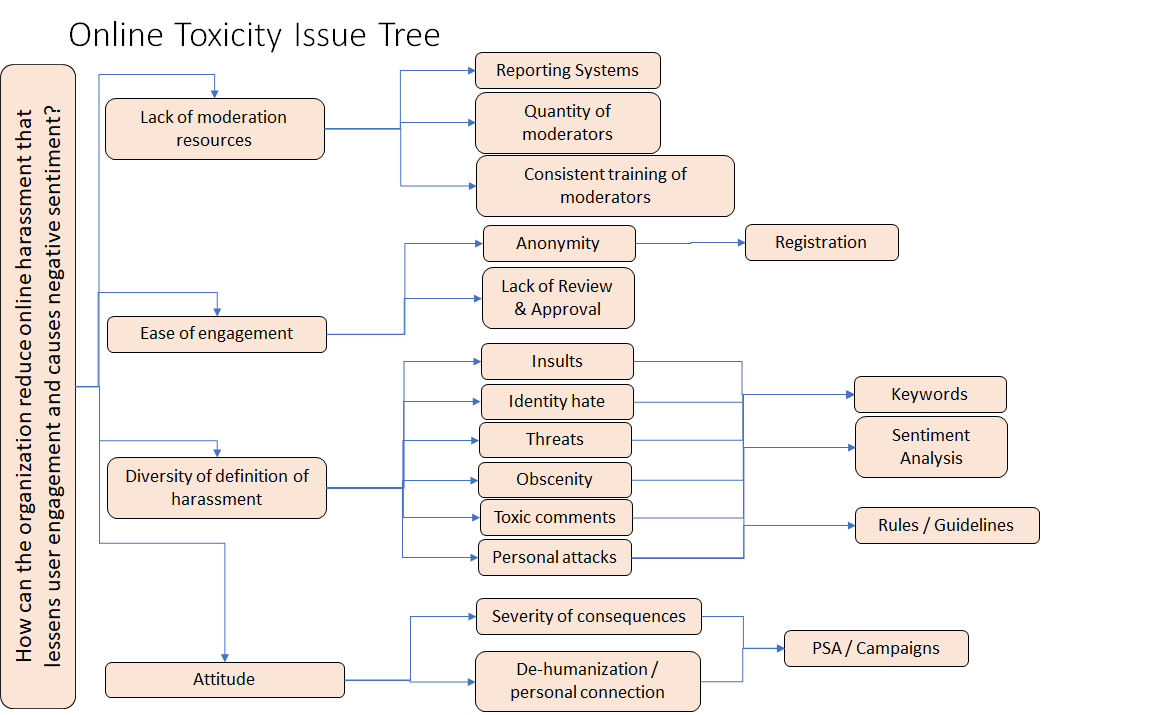 Online Toxicity Issue Tree
How can the organization reduce online harassment that
lessens user engagement and causes negative sentiment?
Lack of moderation
resources
Reporting Systems
Quantity of
moderators
Consistent training of
moderators
Ease of engagement
Anonymity
Registration
Lack of Review
& Approval
Diversity of definition of
harassment
Insults
Identity hate
Threats
Obscenity
Toxic comments
Personal attacks
Keywords
Sentiment
Analysis
Rules / Guidelines
Attitude
Severity of consequences
De-humanization /
personal connection
PSA / Campaigns